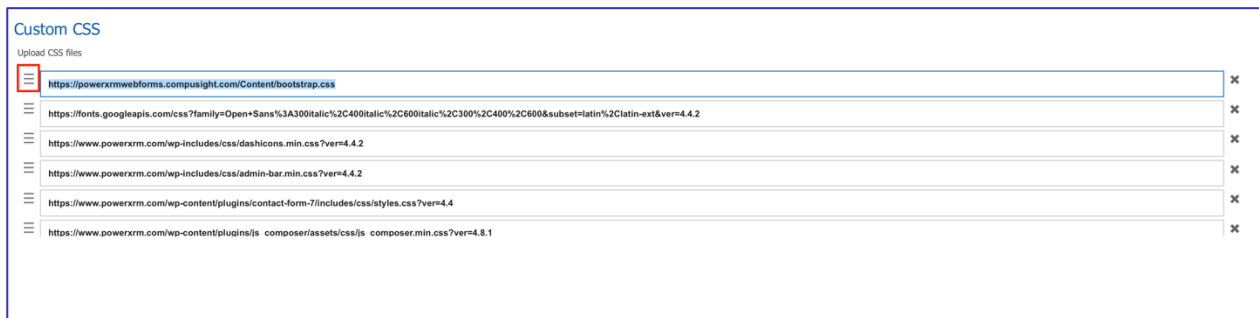 Custom CSS
Upload CSS files
https://powerxrmwebforms.compusight.com/Content/bootstrap.css
https://fonts.googleapis.com/css?family=Open+Sans%3A300italic%2C400italic%2C600italic%2C300%2C400%2C600&subset=latin%2Clatin-ext&ver=4.4.2
https://www.powerxrm.com/wp-includes/css/dashicons.min.css?ver=4.4.2
https://www.powerxrm.com/wp-includes/css/admin-bar.min.css?ver=4.4.2
https://www.powerxrm.com/wp-content/plugins/contact-form-7/includes/css/styles.css?ver=4.4
https://www.powerxrm.com/wp-content/plugins/js_composer/assets/css/js_composer.min.css?ver=4.8.1